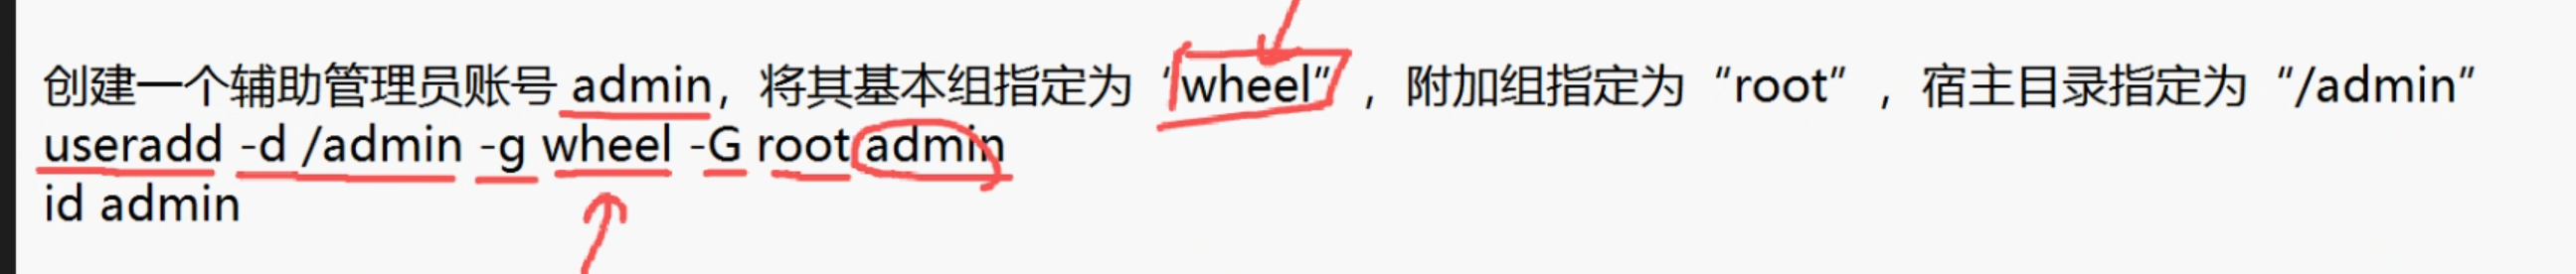 创建一个辅助管理员账号 admin，将其基本组指定为“wheel”，附加组指定为“root”，宿主目录指定为“/admin”
useradd -d /admin -g wheel -G root admin
id admin